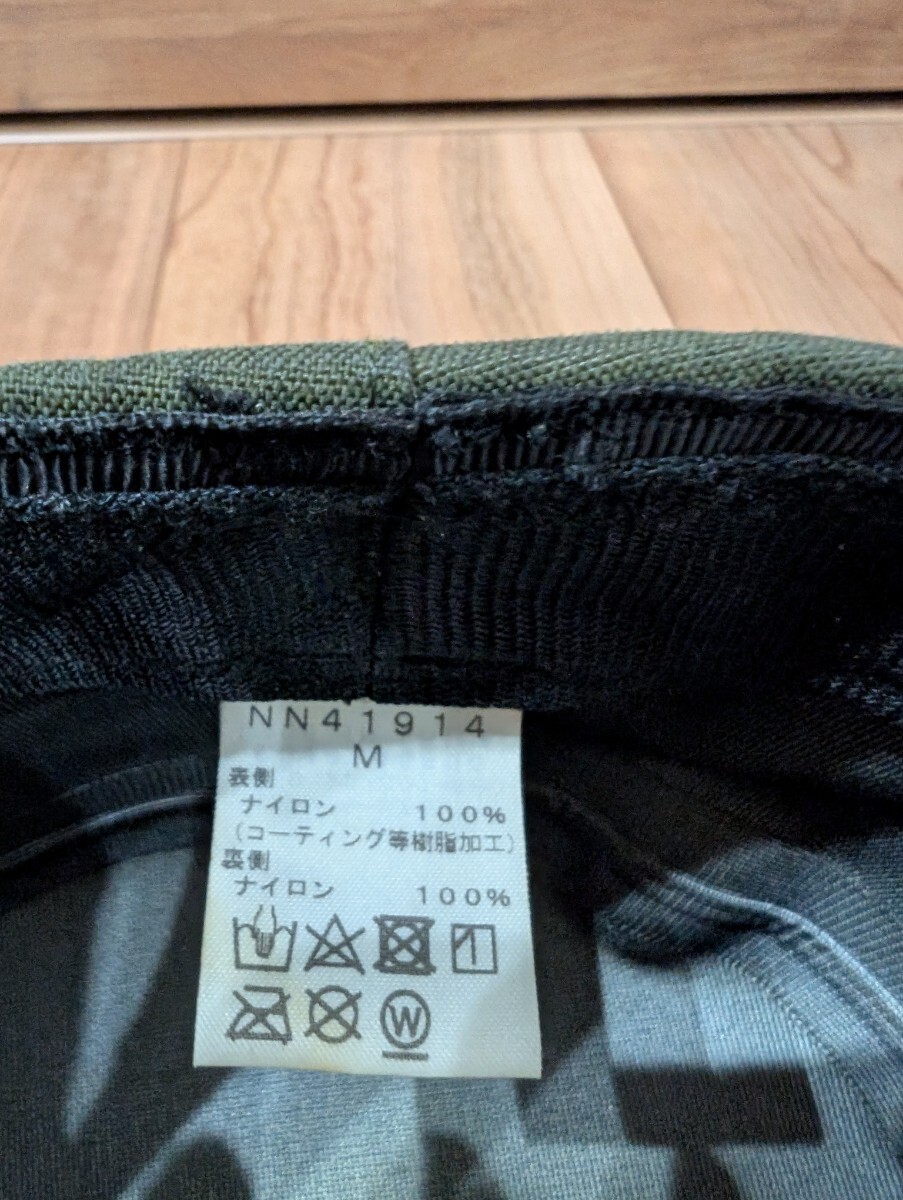 NN41914
M
表側
ナイロン 100%
(コーティング等樹脂加工)
裏側
ナイロン 100%
W